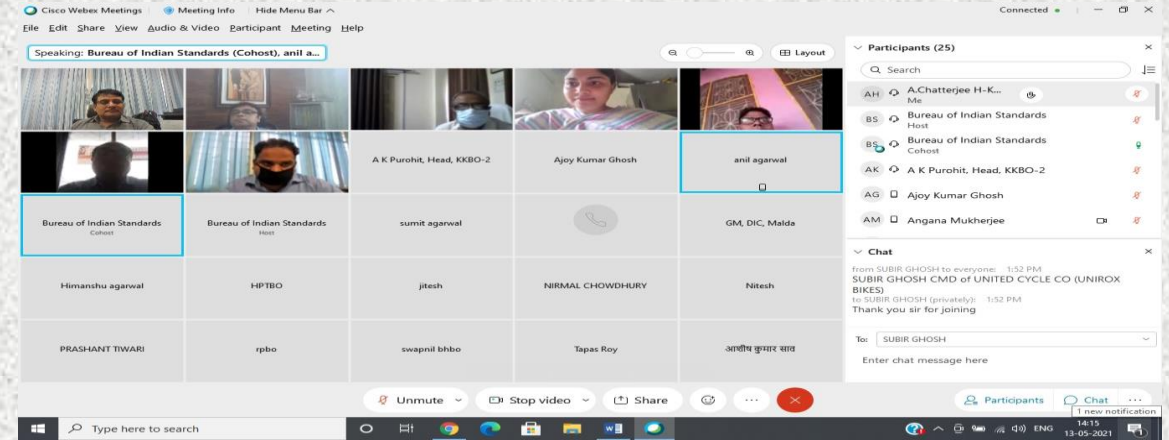 Cisco Webex Meetings Meeting Info Hide Menu Bar Connected
File Edit Share View Audio & Video Participant Meeting Help
Speaking: Bureau of Indian Standards (Cohost), anil a...
Layout
A K Purohit, Head, KKBO-2
Ajoy Kumar Ghosh
anil agarwal
Bureau of Indian Standards
Cohost
Bureau of Indian Standards
Host
sumit agarwal
GM, DIC, Malda
Himanshu agarwal
HPTBO
jitesh
NIRMAL CHOWDHURY
Nitesh
PRASHANT TIWARI
rpbo
swapnil bhbo
Tapas Roy
आशीष कुमार साव
Participants (25)
Search
AH A.Chatterjee H-K...
Me
BS Bureau of Indian Standards
Host
BS Bureau of Indian Standards
Cohost
AK A K Purohit, Head, KKBO-2
AG Ajoy Kumar Ghosh
AM Angana Mukherjee
Chat
from SUBIR GHOSH to everyone: 1:52 PM
SUBIR GHOSH CMD of UNITED CYCLE CO (UNIROX
BIKES)
to SUBIR GHOSH (privately): 1:52 PM
Thank you sir for joining
To: SUBIR GHOSH
Enter chat message here
Unmute Stop video Share Participants Chat
1 new notification
Type here to search
ENG
14:15
13-05-2021